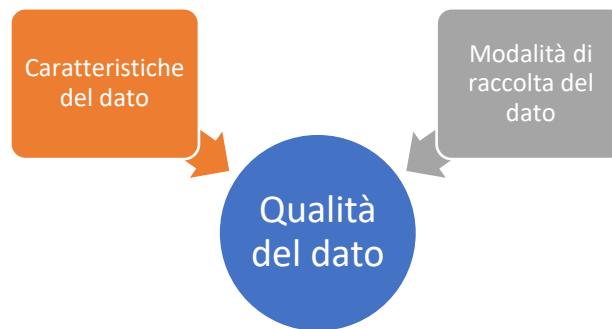 Caratteristiche
del dato
Modalità di
raccolta del
dato
Qualità
del dato